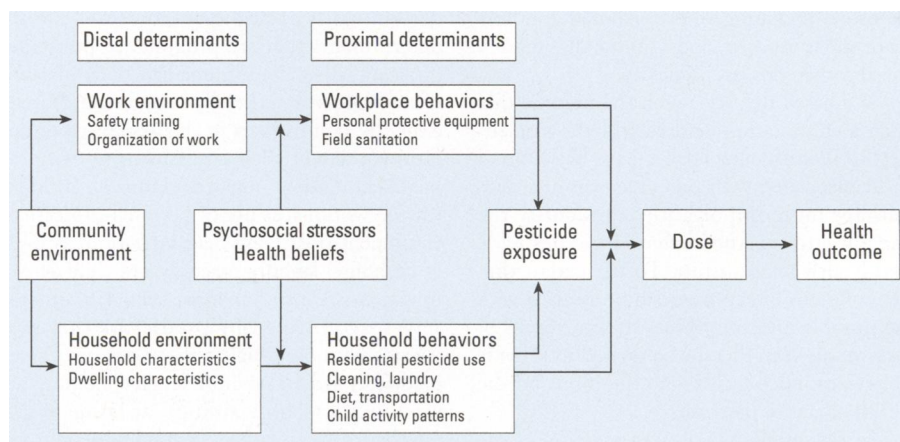 Distal determinants
Proximal determinants
Work environment
Safety training
Organization of work
Workplace behaviors
Personal protective equipment
Field sanitation
Community
environment
Psychosocial stressors
Health beliefs
Pesticide
exposure
Dose
Health
outcome
Household environment
Household characteristics
Dwelling characteristics
Household behaviors
Residential pesticide use
Cleaning, laundry
Diet, transportation
Child activity patterns